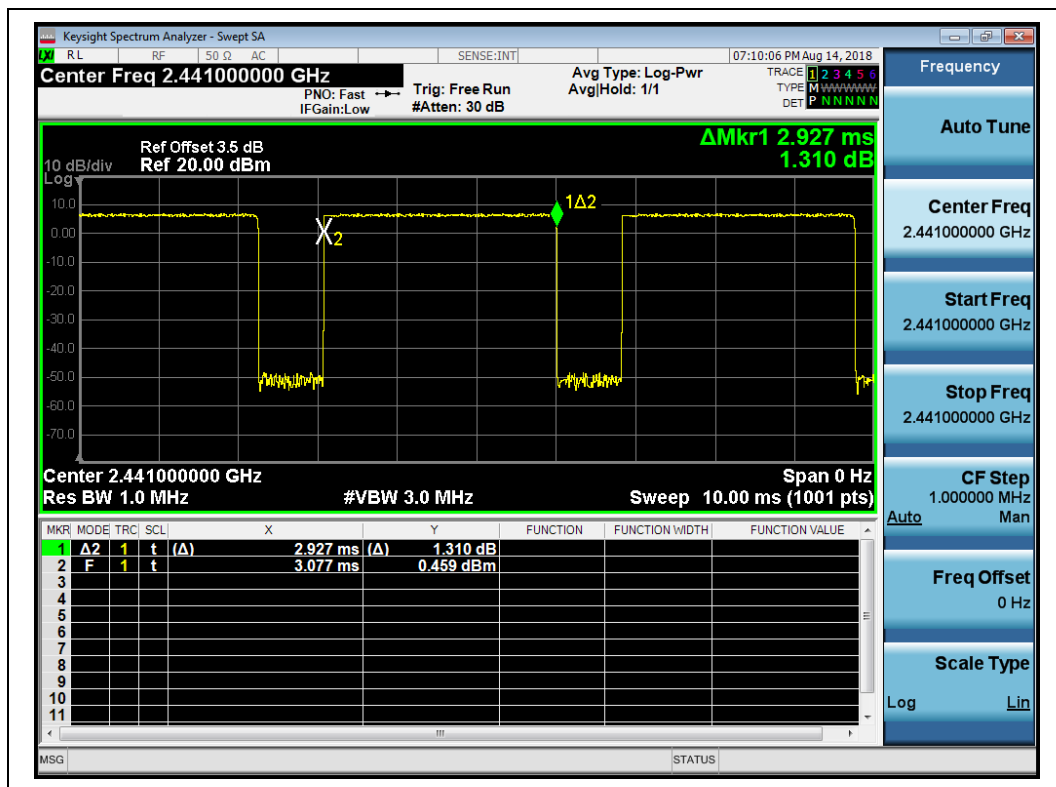 Keysight Spectrum Analyzer - Swept SA
LXI RL RF 50 Ω AC SENSE:INT 07:10:06 PM Aug 14, 2018
Center Freq 2.441000000 GHz
PNO: Fast
IFGain:Low
Trig: Free Run
#Atten: 30 dB
Avg Type: Log-Pwr
Avg|Hold: 1/1
TRACE 1 2 3 4 5 6
TYPE M W W W W W
DET P N N N N N
Ref Offset 3.5 dB
10 dB/div Ref 20.00 dBm
Log
ΔMkr1 2.927 ms
1.310 dB
10.0
0.00
-10.0
-20.0
-30.0
-40.0
-50.0
-60.0
-70.0
X2
1Δ2
Center 2.441000000 GHz Span 0 Hz
Res BW 1.0 MHz #VBW 3.0 MHz Sweep 10.00 ms (1001 pts)
MKR MODE TRC SCL X Y FUNCTION FUNCTION WIDTH FUNCTION VALUE
1 Δ2 1 t (Δ) 2.927 ms (Δ) 1.310 dB
2 F 1 t 3.077 ms 0.459 dBm
3
4
5
6
7
8
9
10
11
MSG STATUS
Frequency
Auto Tune
Center Freq
2.441000000 GHz
Start Freq
2.441000000 GHz
Stop Freq
2.441000000 GHz
CF Step
1.000000 MHz
Auto Man
Freq Offset
0 Hz
Scale Type
Log Lin